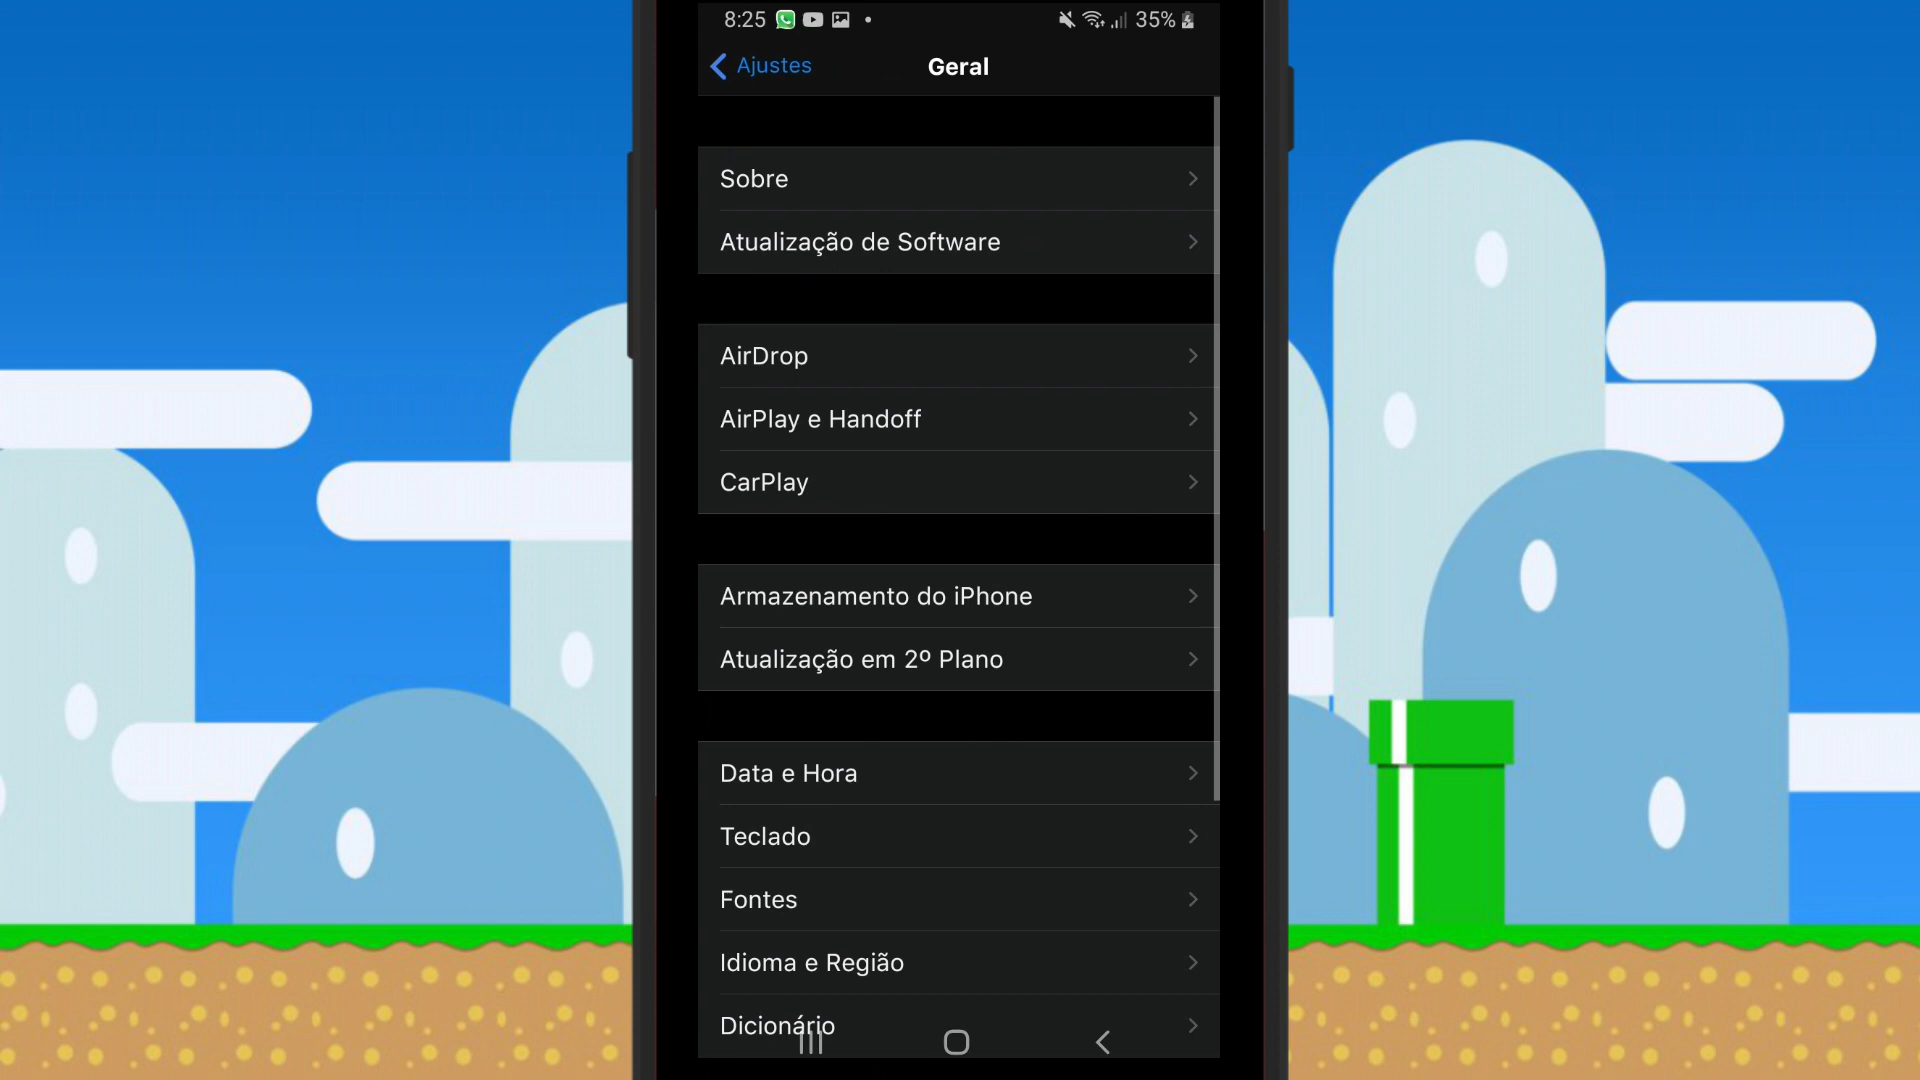 8:25
35%
Ajustes
Geral
Sobre
Atualização de Software
AirDrop
AirPlay e Handoff
CarPlay
Armazenamento do iPhone
Atualização em 2º Plano
Data e Hora
Teclado
Fontes
Idioma e Região
Dicionário